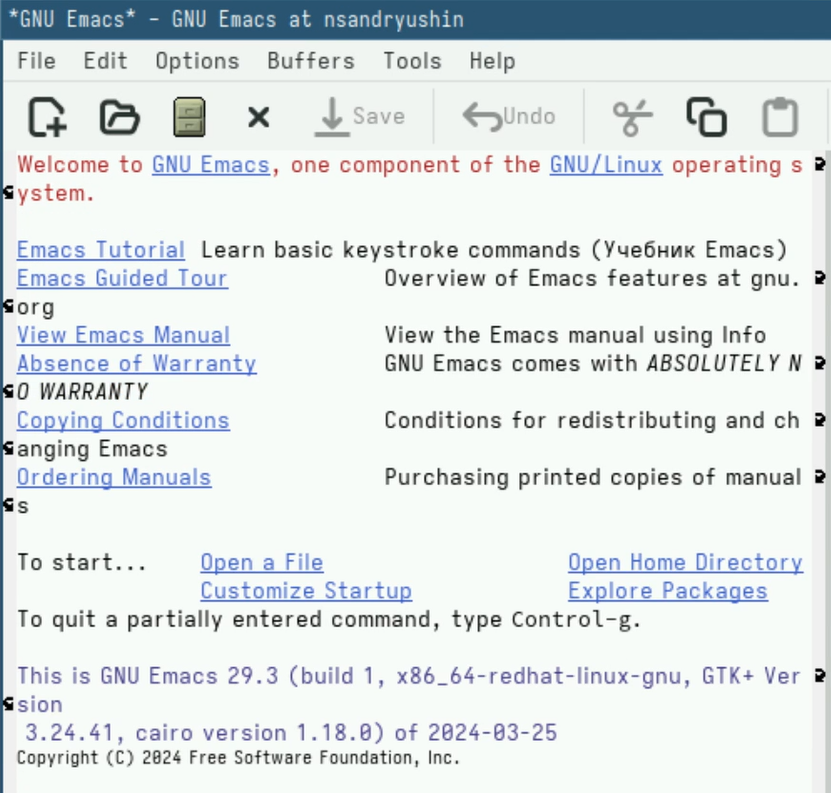 *GNU Emacs* - GNU Emacs at nsandryushin
File Edit Options Buffers Tools Help
Save Undo
Welcome to GNU Emacs, one component of the GNU/Linux operating s
ystem.
Emacs Tutorial Learn basic keystroke commands (Учебник Emacs)
Emacs Guided Tour Overview of Emacs features at gnu.
org
View Emacs Manual View the Emacs manual using Info
Absence of Warranty GNU Emacs comes with ABSOLUTELY N
O WARRANTY
Copying Conditions Conditions for redistributing and ch
anging Emacs
Ordering Manuals Purchasing printed copies of manual
s
To start... Open a File Open Home Directory
Customize Startup Explore Packages
To quit a partially entered command, type Control-g.
This is GNU Emacs 29.3 (build 1, x86_64-redhat-linux-gnu, GTK+ Ver
sion
3.24.41, cairo version 1.18.0) of 2024-03-25
Copyright (C) 2024 Free Software Foundation, Inc.